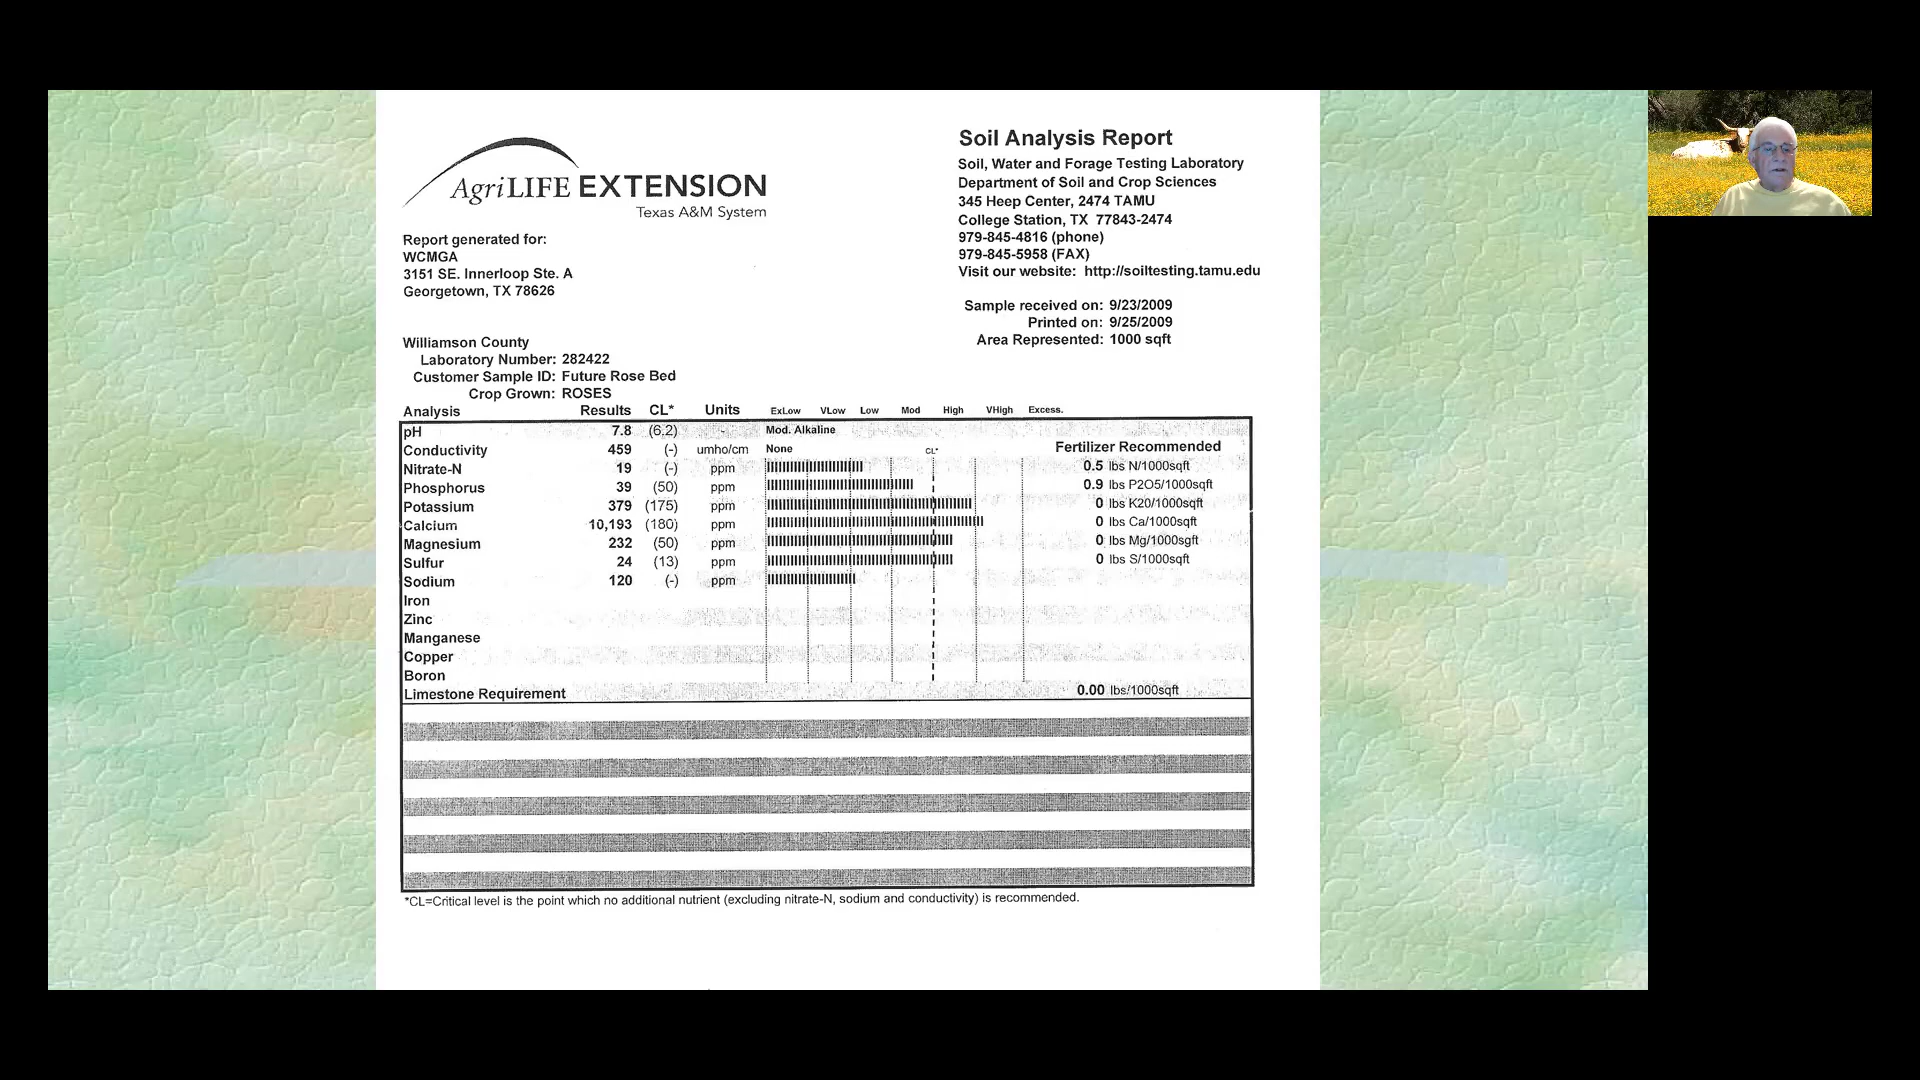 AgriLIFE EXTENSION
Texas A&M System
Soil Analysis Report
Soil, Water and Forage Testing Laboratory
Department of Soil and Crop Sciences
345 Heep Center, 2474 TAMU
College Station, TX 77843-2474
979-845-4816 (phone)
979-845-5958 (FAX)
Visit our website: http://soiltesting.tamu.edu
Report generated for:
WCMGA
3151 SE. Innerloop Ste. A
Georgetown, TX 78626
Sample received on: 9/23/2009
Printed on: 9/25/2009
Area Represented: 1000 sqft
Williamson County
Laboratory Number: 282422
Customer Sample ID: Future Rose Bed
Crop Grown: ROSES
Analysis Results CL* Units ExLow VLow Low Mod High VHigh Excess.
pH 7.8 (6.2) - Mod. Alkaline
Conductivity 459 (-) umho/cm None CL* Fertilizer Recommended
Nitrate-N 19 (-) ppm 0.5 lbs N/1000sqft
Phosphorus 39 (50) ppm 0.9 lbs P2O5/1000sqft
Potassium 379 (175) ppm 0 lbs K20/1000sqft
Calcium 10,193 (180) ppm 0 lbs Ca/1000sqft
Magnesium 232 (50) ppm 0 lbs Mg/1000sqft
Sulfur 24 (13) ppm 0 lbs S/1000sqft
Sodium 120 (-) ppm
Iron
Zinc
Manganese
Copper
Boron
Limestone Requirement 0.00 lbs/1000sqft
*CL=Critical level is the point which no additional nutrient (excluding nitrate-N, sodium and conductivity) is recommended.